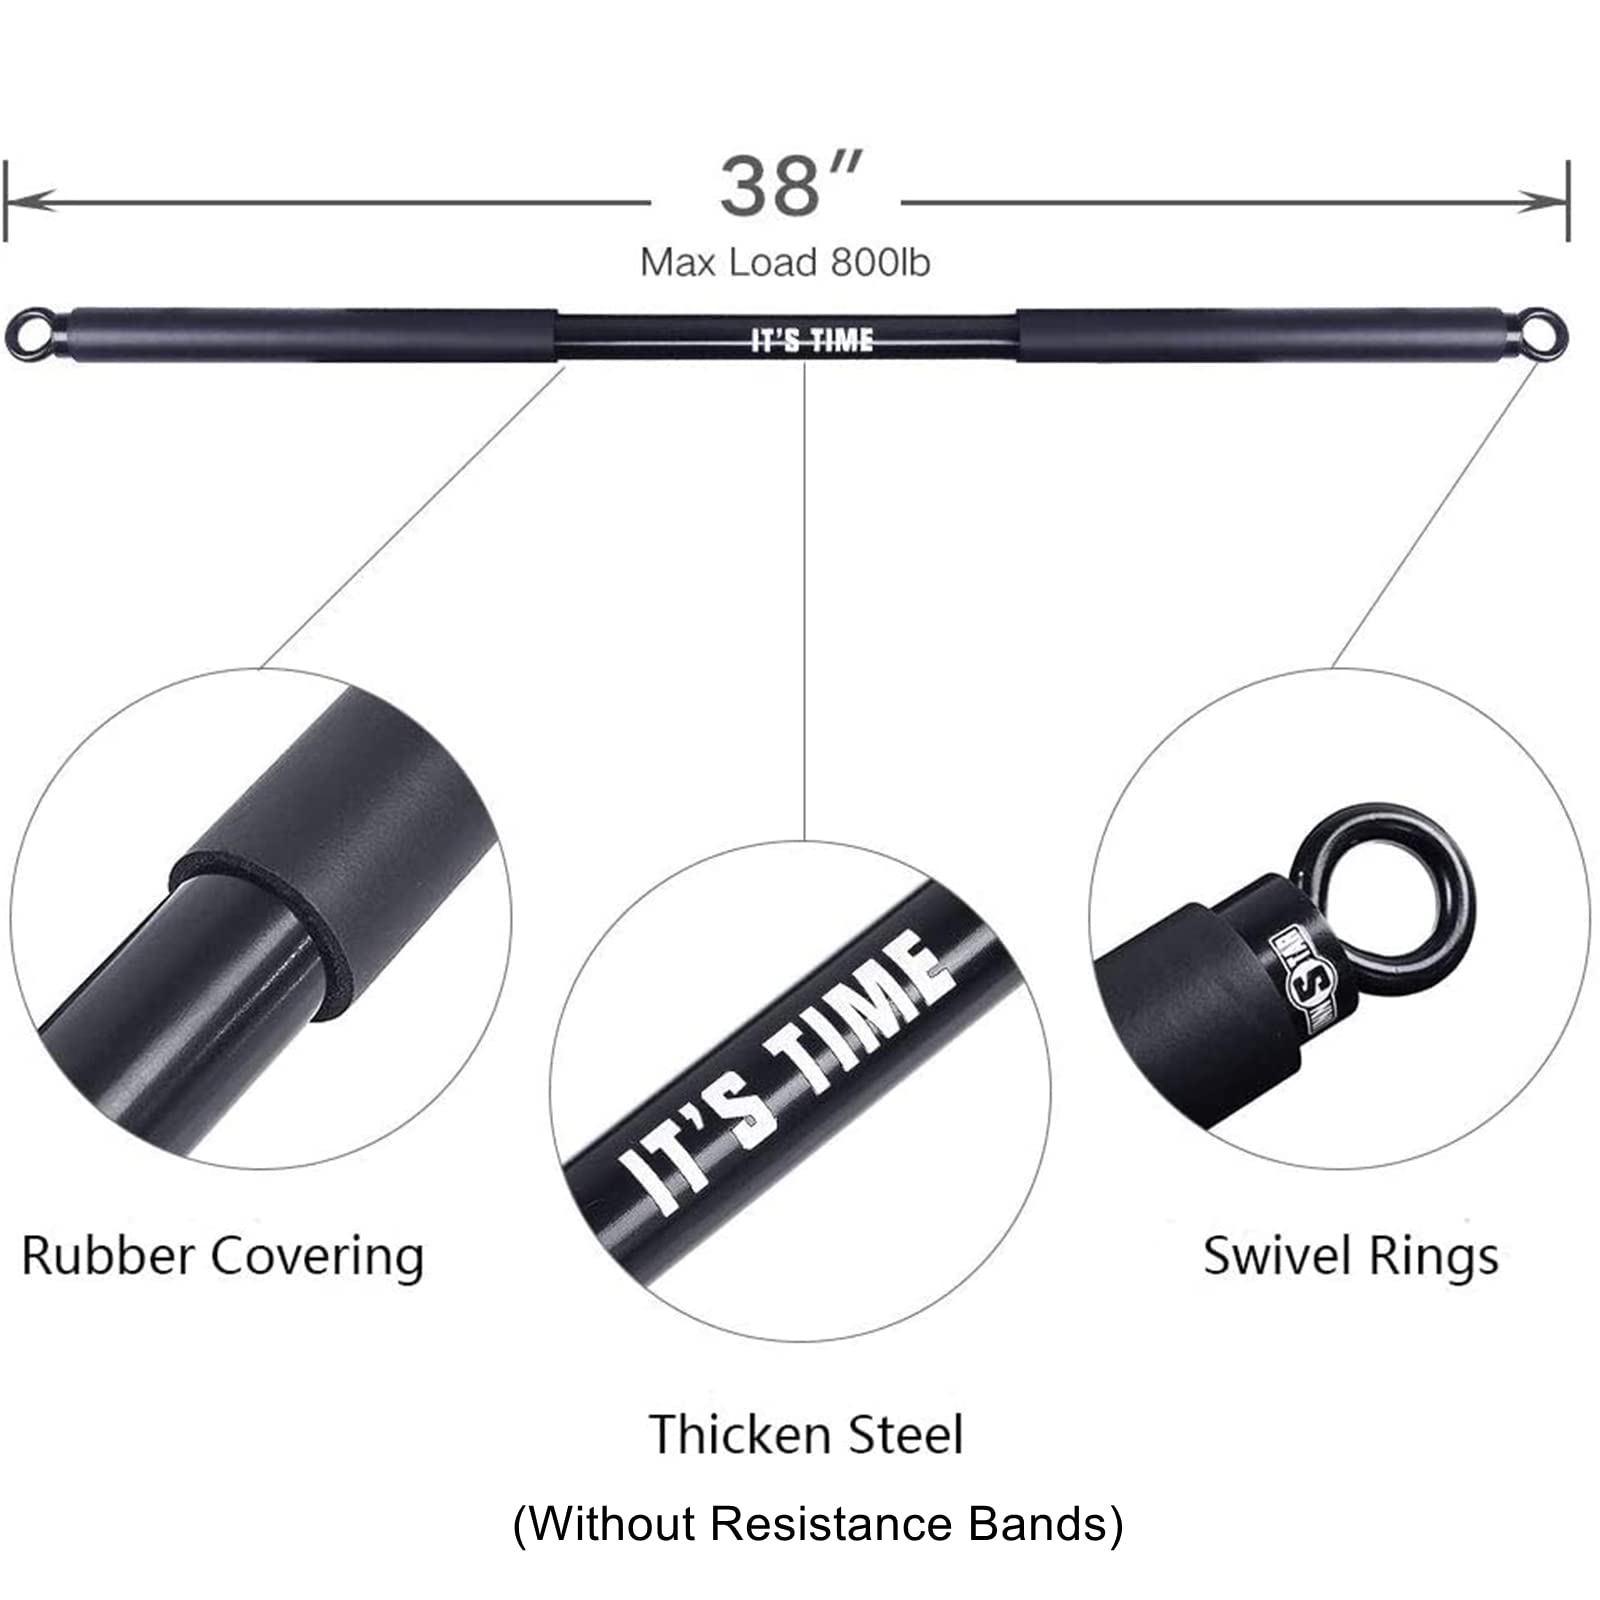 38”
Max Load 800lb
IT'S TIME
IT'S TIME
S
Rubber Covering
Swivel Rings
Thicken Steel
(Without Resistance Bands)